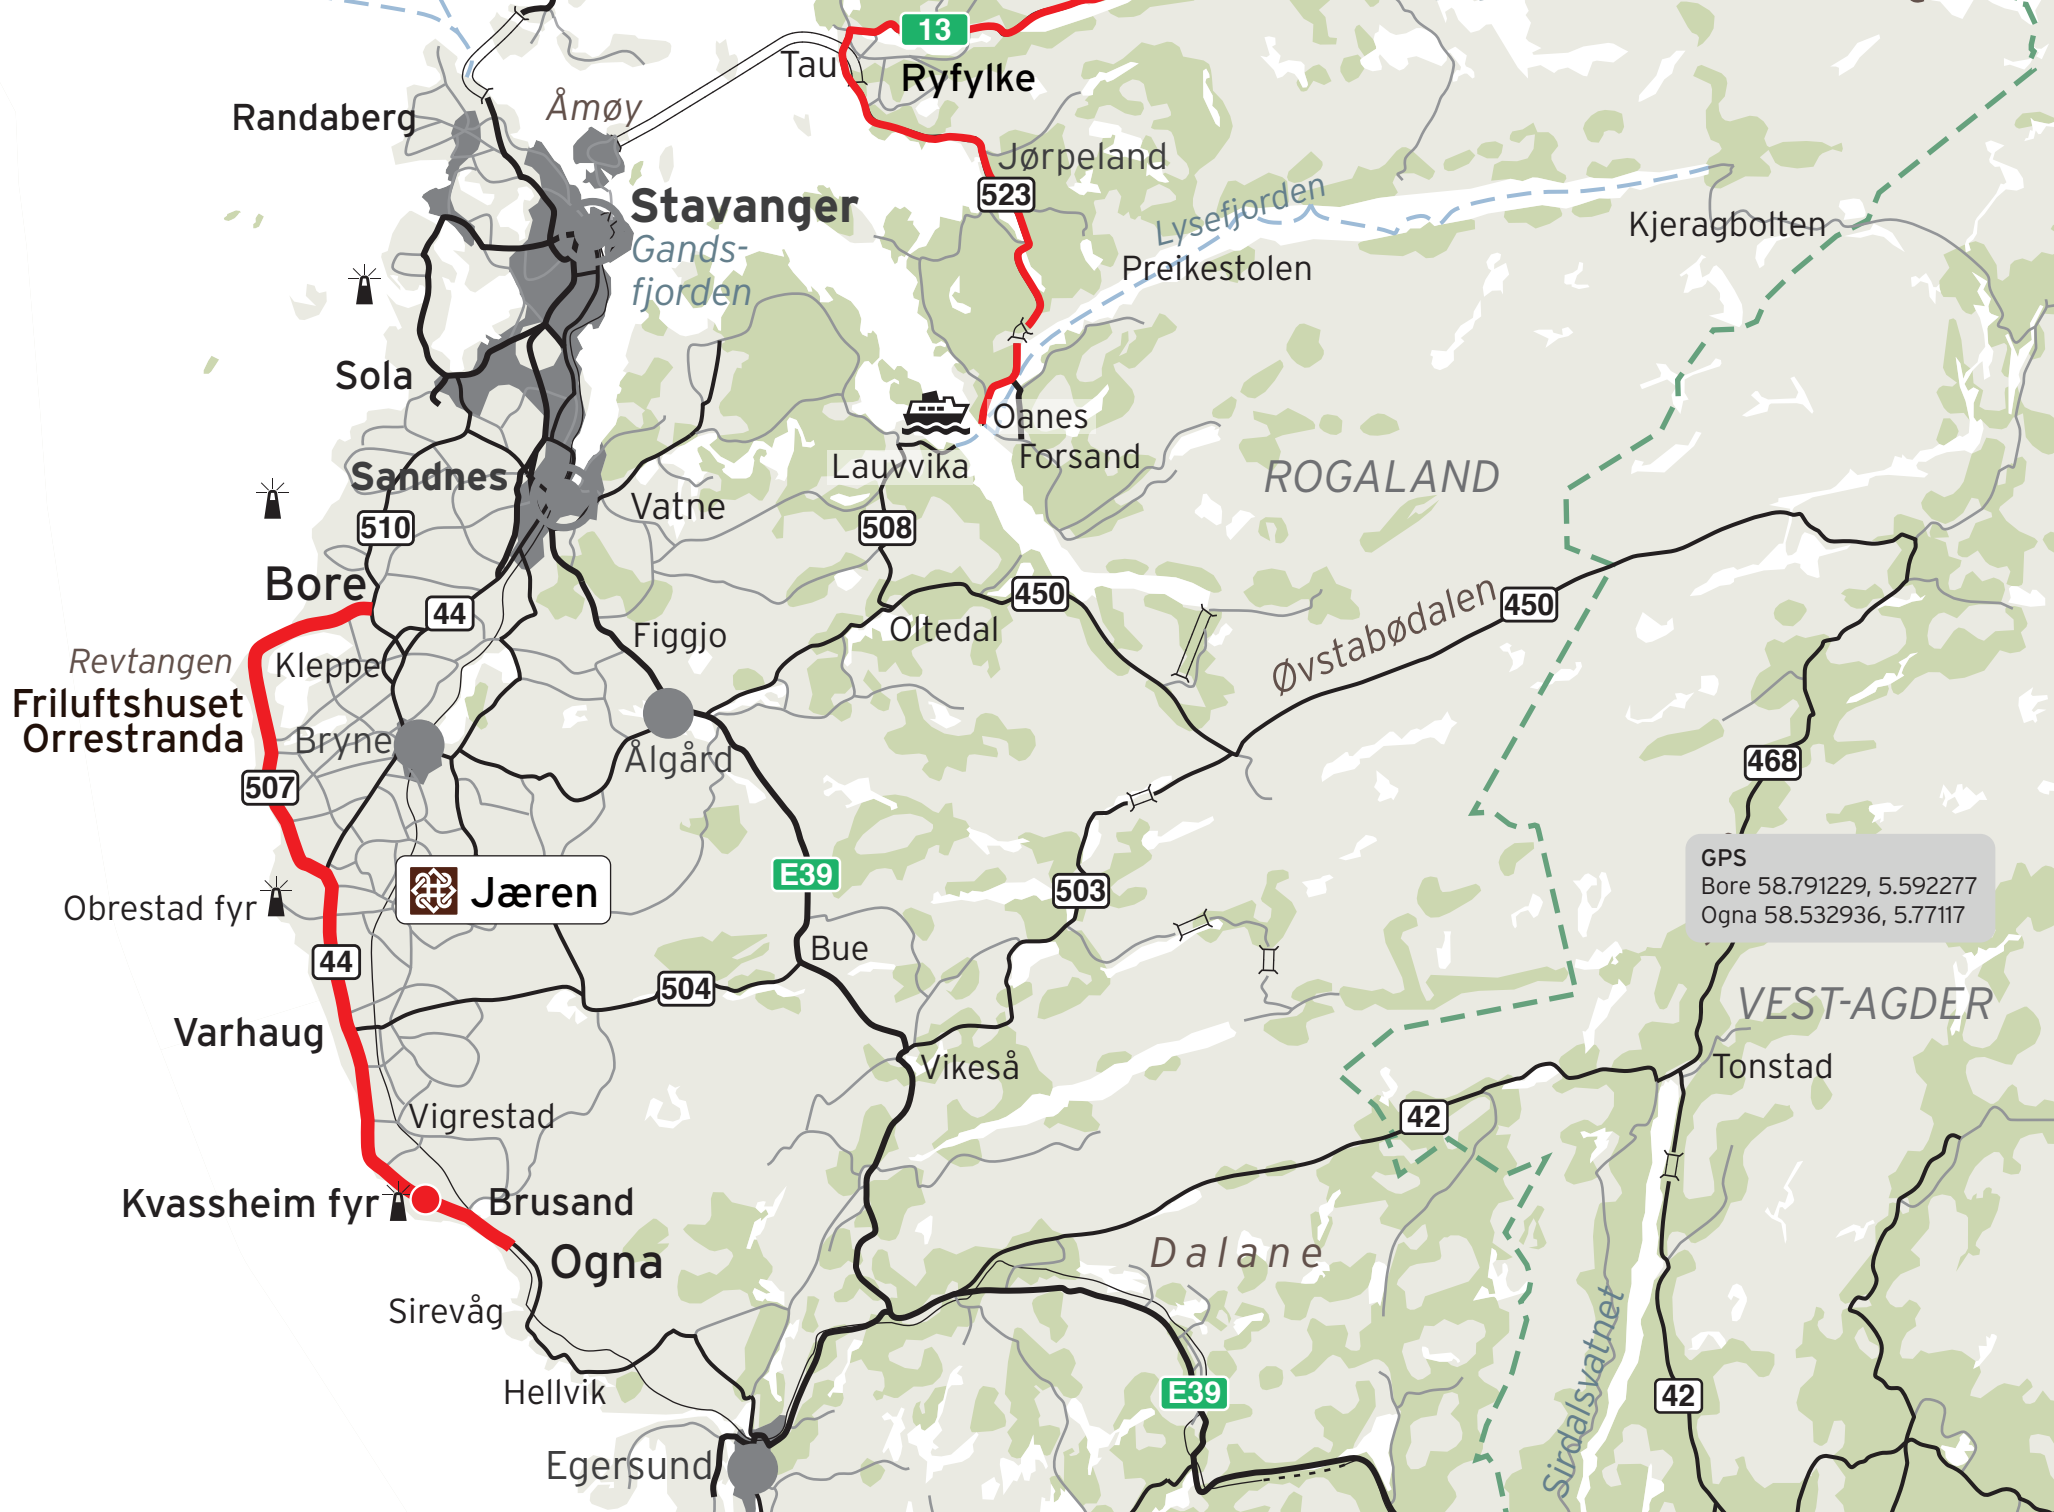 13
Tau
Ryfylke
Randaberg
Åmøy
Jørpeland
523
Stavanger
Gands-
fjorden
Lysefjorden
Kjeragbolten
Preikestolen
Sola
Oanes
Forsand
Lauvvika
Sandnes
Vatne
ROGALAND
510
508
Bore
44
450
450
Øvstabødalen
Figgjo
Oltedal
Revtangen
Kleppe
Friluftshuset
Orrestranda
Bryne
Ålgård
507
468
GPS
Bore 58.791229, 5.592277
Ogna 58.532936, 5.77117
E39
Jæren
503
Obrestad fyr
Bue
44
504
VEST-AGDER
Varhaug
Vikeså
Tonstad
Vigrestad
42
Kvassheim fyr
Brusand
Ogna
Dalane
Sirevåg
Sirdalsvatnet
Hellvik
E39
42
Egersund